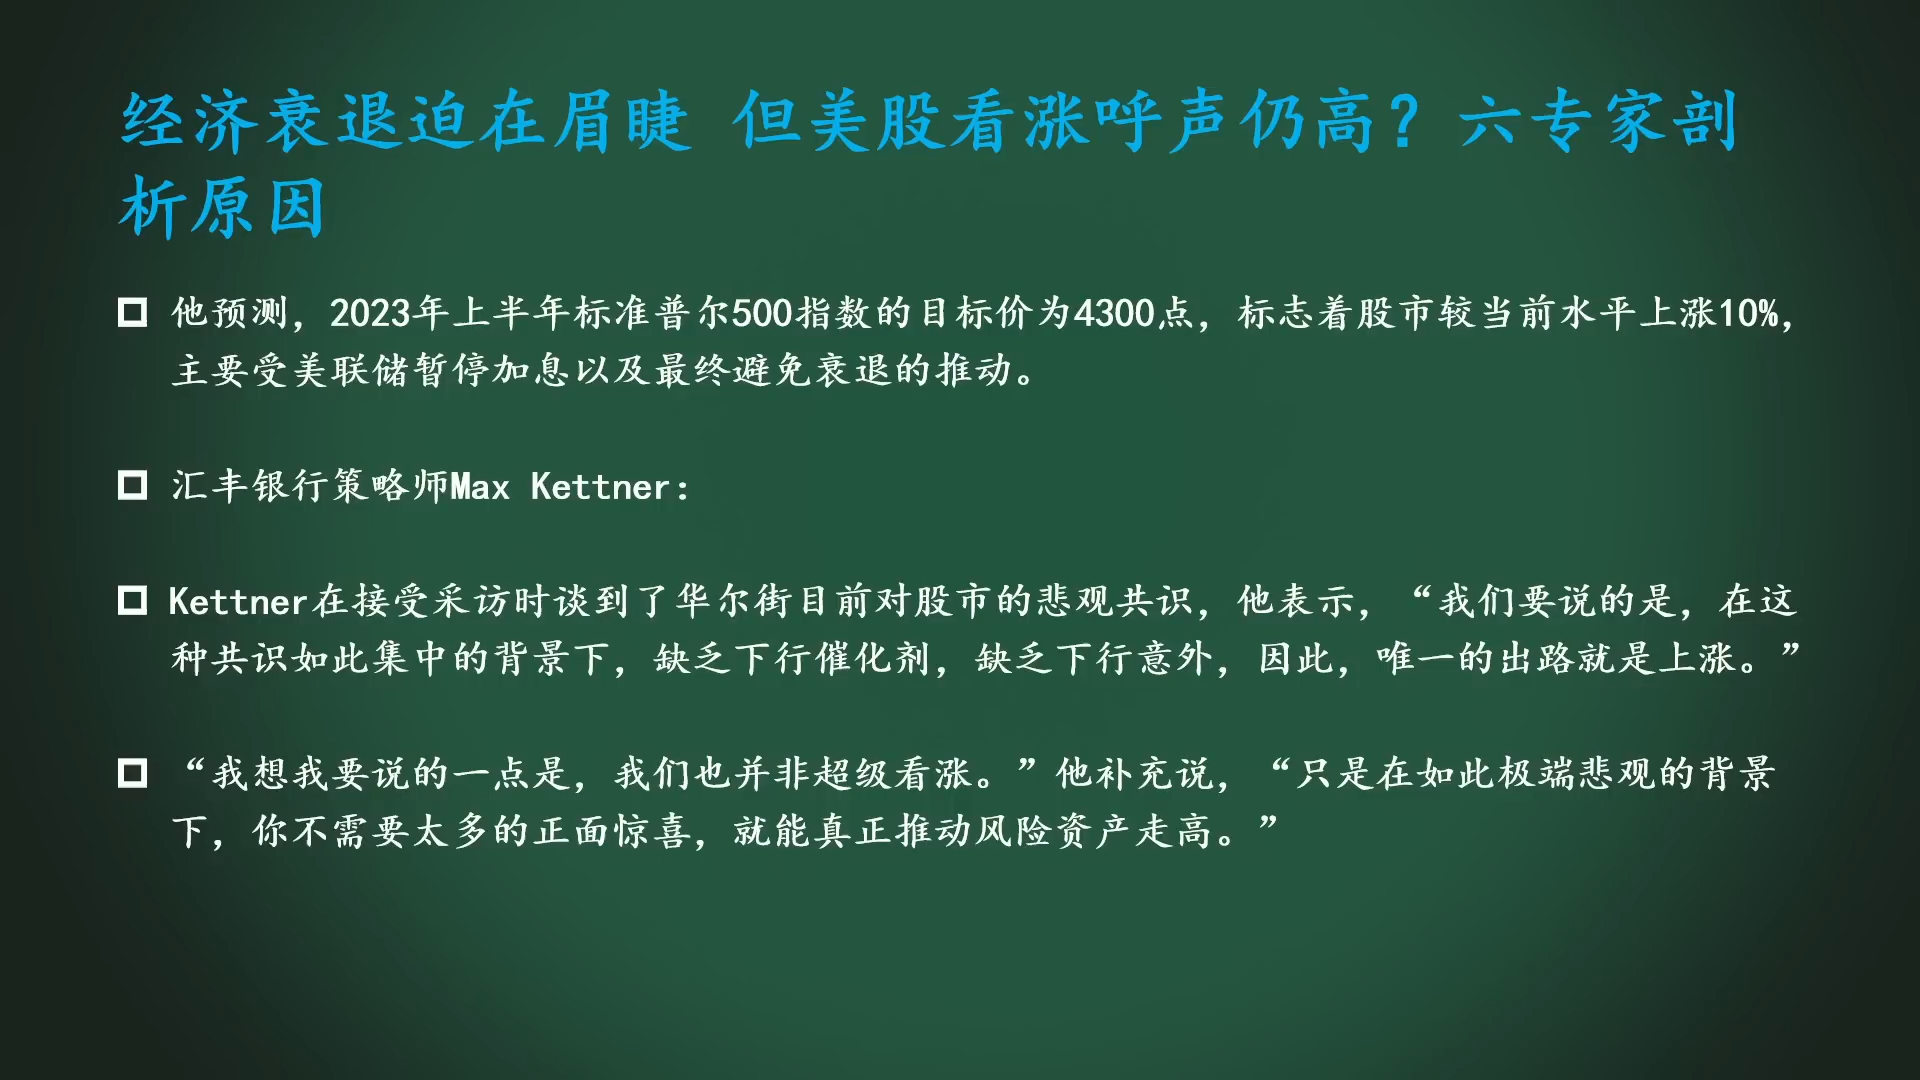 经济衰退迫在眉睫 但美股看涨呼声仍高？六专家剖
析原因
他预测，2023年上半年标准普尔500指数的目标价为4300点，标志着股市较当前水平上涨10%，
主要受美联储暂停加息以及最终避免衰退的推动。
汇丰银行策略师Max Kettner：
Kettner在接受采访时谈到了华尔街目前对股市的悲观共识，他表示，“我们要说的是，在这
种共识如此集中的背景下，缺乏下行催化剂，缺乏下行意外，因此，唯一的出路就是上涨。”
“我想我要说的一点是，我们也并非超级看涨。”他补充说，“只是在如此极端悲观的背景
下，你不需要太多的正面惊喜，就能真正推动风险资产走高。”